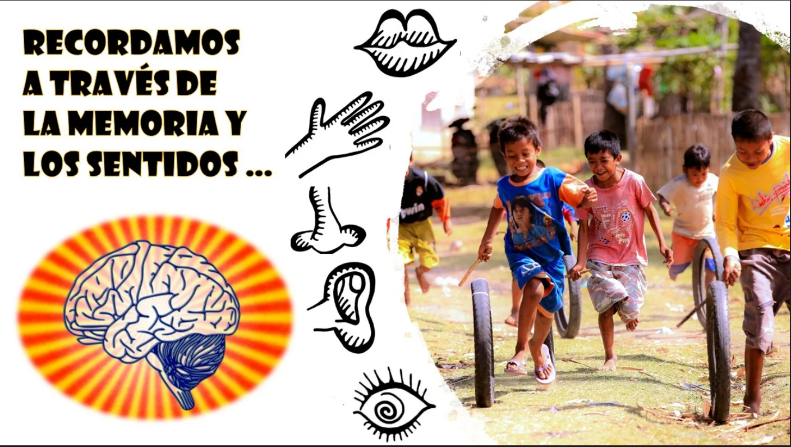 RECORDAMOS
A TRAVÉS DE
LA MEMORIA Y
LOS SENTIDOS ...